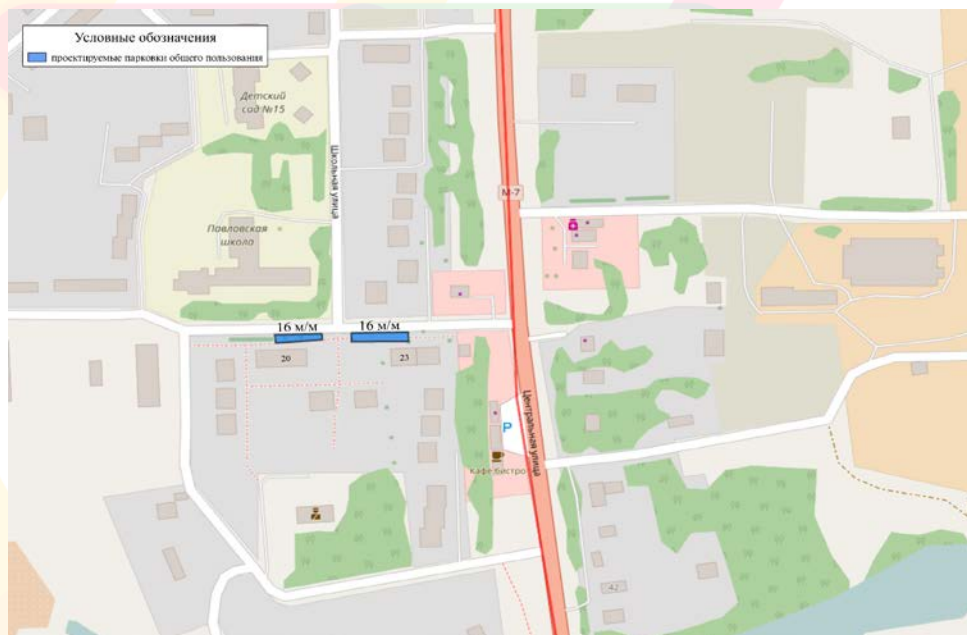 Условные обозначения
проектируемые парковки общего пользования
Детский
сад №15
Школьная улица
М-7
Павловская
школа
16 м/м
16 м/м
20
23
Центральная улица
P
Кафе бистро
42